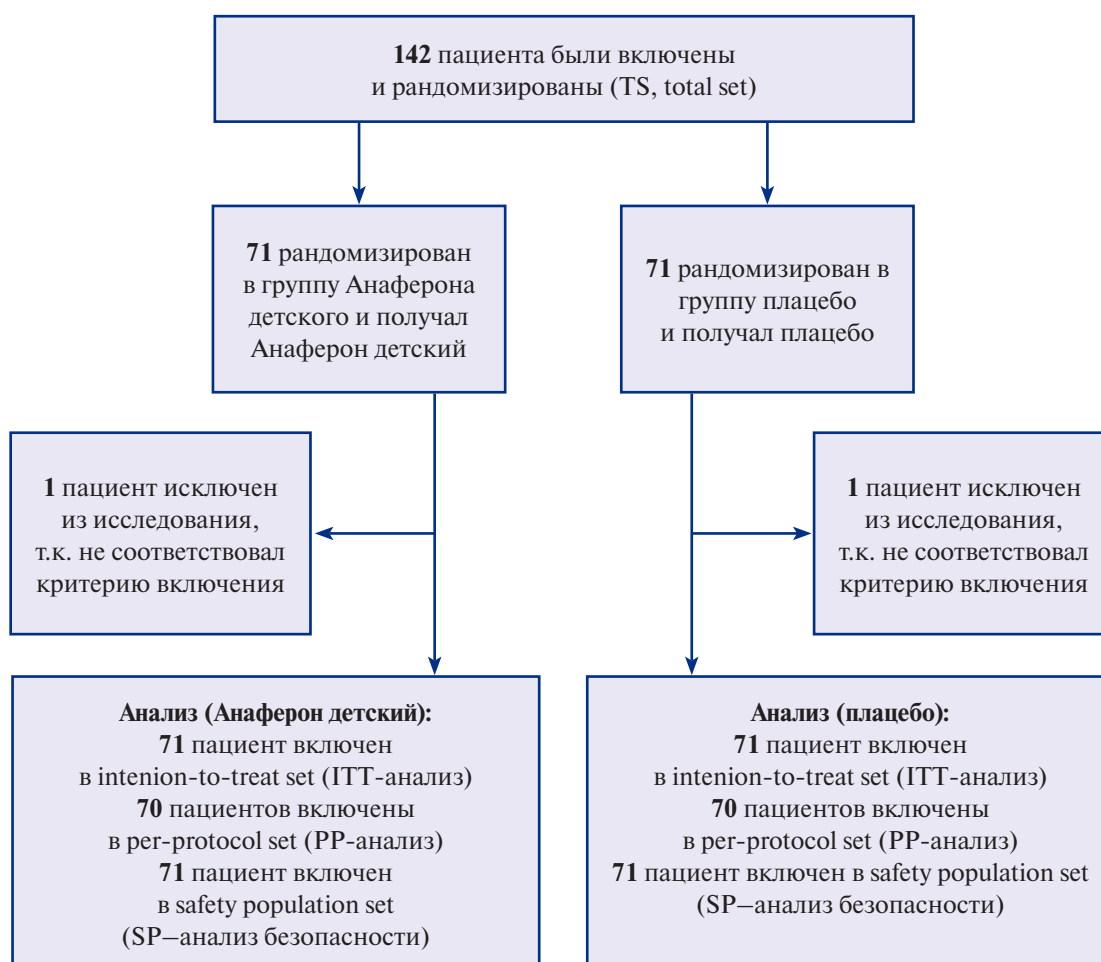 142 пациента были включены
и рандомизированы (TS, total set)
71 рандомизирован
в группу Анаферона
детского и получал
Анаферон детский
71 рандомизирован в
группу плацебо
и получал плацебо
1 пациент исключен
из исследования,
т.к. не соответствовал
критерию включения
1 пациент исключен
из исследования,
т.к. не соответствовал
критерию включения
Анализ (Анаферон детский):
71 пациент включен
в intenion-to-treat set (ITT-анализ)
70 пациентов включены
в per-protocol set (PP-анализ)
71 пациент включен
в safety population set
(SP–анализ безопасности)
Анализ (плацебо):
71 пациент включен
в intenion-to-treat set (ITT-анализ)
70 пациентов включены
в per-protocol set (PP-анализ)
71 пациент включен в safety population set
(SP–анализ безопасности)